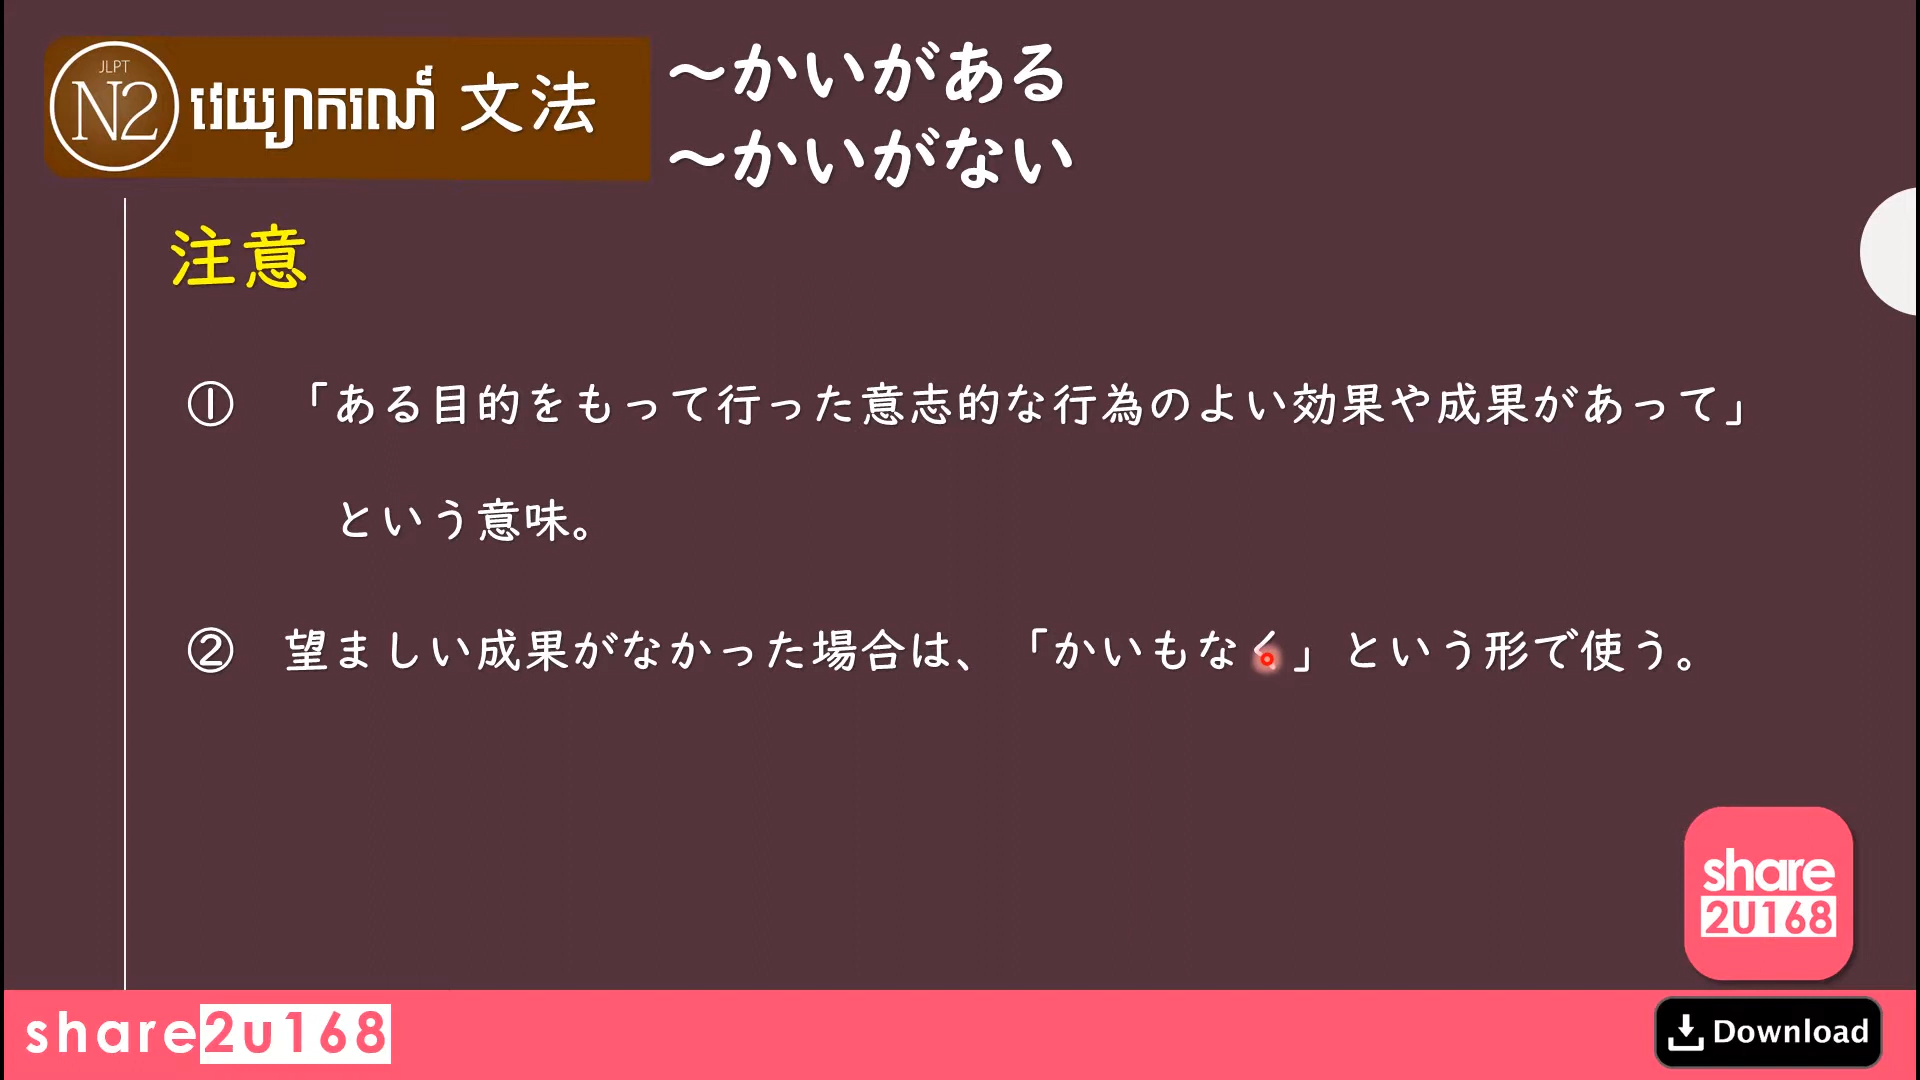 JLPT
N2
វេយ្យាករណ៍ 文法
～かいがある
～かいがない
注意
① 「ある目的をもって行った意志的な行為のよい効果や成果があって」
という意味。
② 望ましい成果がなかった場合は、「かいもなく」という形で使う。
share
2U168
share2u168
Download